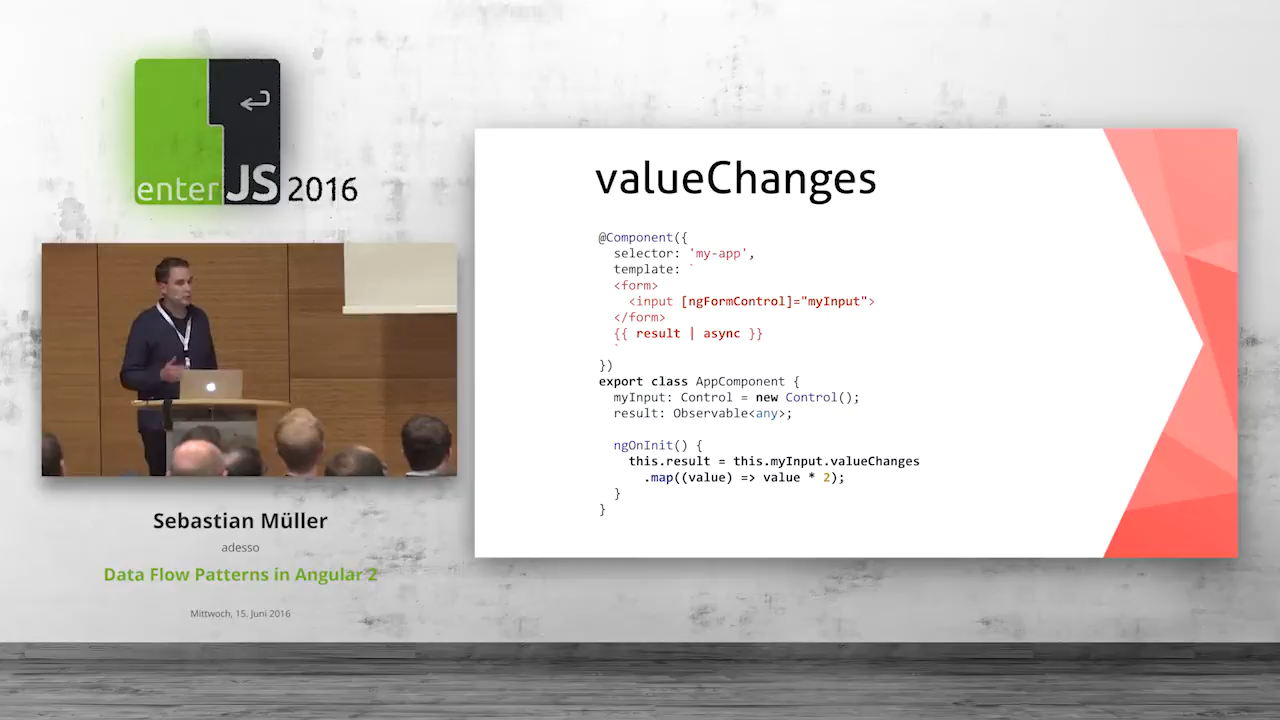 enterJS 2016
Sebastian Müller
adesso
Data Flow Patterns in Angular 2
Mittwoch, 15. Juni 2016
valueChanges
@Component({
  selector: 'my-app',
  template: `
  <form>
    <input [ngFormControl]="myInput">
  </form>
  {{ result | async }}
  `
})
export class AppComponent {
  myInput: Control = new Control();
  result: Observable<any>;

  ngOnInit() {
    this.result = this.myInput.valueChanges
      .map((value) => value * 2);
  }
}